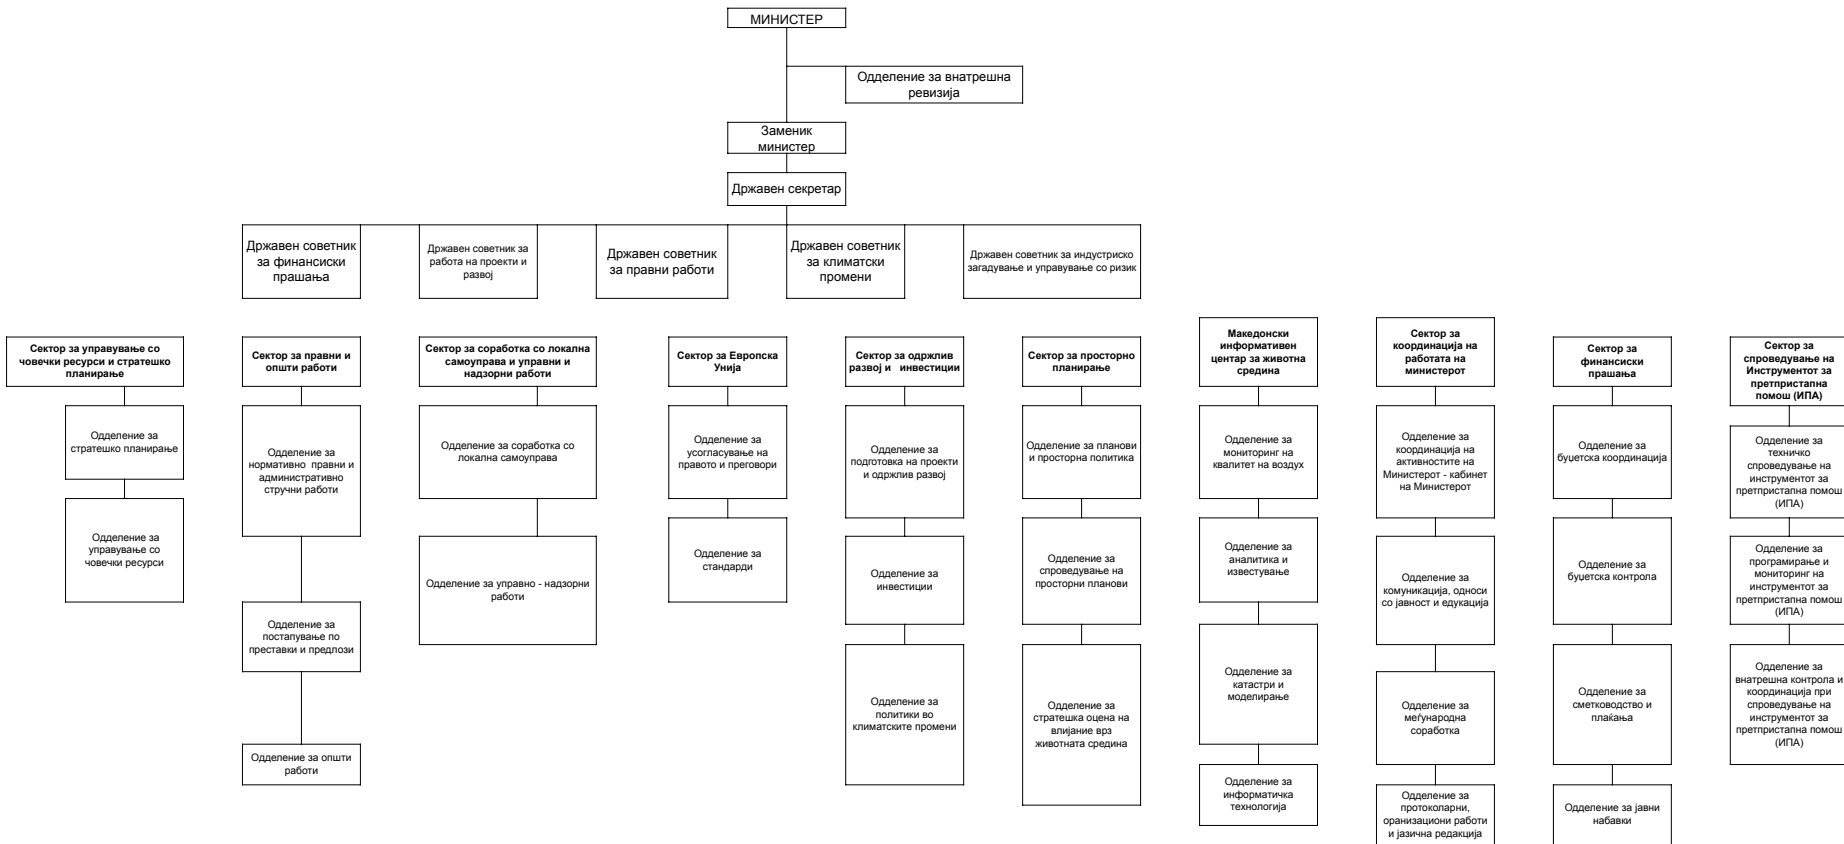 МИНИСТЕР
Одделение за внатрешна
ревизија
Заменик
министер
Државен секретар
Државен советник
за финансиски
прашања
Државен советник за
работа на проекти и
развој
Државен советник
за правни работи
Државен советник
за климатски
промени
Државен советник за индустриско
загадување и управување со ризик
Сектор за управување со
човечки ресурси и стратешко
планирање
Сектор за правни и
општи работи
Сектор за соработка со локална
самоуправа и управни и
надзорни работи
Сектор за Европска
Унија
Сектор за одржлив
развој и инвестиции
Сектор за просторно
планирање
Македонски
информативен
центар за животна
средина
Сектор за
координација на
работата на
министерот
Сектор за
финансиски
прашања
Сектор за
спроведување на
Инструментот за
претпристапна
помош (ИПА)
Одделение за
стратешко планирање
Одделение за
управување со
човечки ресурси
Одделение за
нормативно правни и
административно
стручни работи
Одделение за
постапување по
преставки и предлози
Одделение за општи
работи
Одделение за соработка со
локална самоуправа
Одделение за управно - надзорни
работи
Одделение за
усогласување на
правото и преговори
Одделение за
стандарди
Одделение за
подготовка на проекти
и одржлив развој
Одделение за
инвестиции
Одделение за
политики во
климатските промени
Одделение за планови
и просторна политика
Одделение за
спроведување на
просторни планови
Одделение за
стратешка оцена на
влијание врз
животната средина
Одделение за
мониторинг на
квалитет на воздух
Одделение за
аналитика и
известување
Одделение за
катастри и
моделирање
Одделение за
информатичка
технологија
Одделение за
координација на
активностите на
Министерот - кабинет
на Министерот
Одделение за
комуникација, односи
со јавност и едукација
Одделение за
меѓународна
соработка
Одделение за
протоколарни,
оранизациони работи
и јазична редакција
Одделение за
буџетска координација
Одделение за
буџетска контрола
Одделение за
сметководство и
плаќања
Одделение за јавни
набавки
Одделение за
техничко
спроведување на
инструментот за
претпристапна помош
(ИПА)
Одделение за
програмирање и
мониторинг на
инструментот за
претпристапна помош
(ИПА)
Одделение за
внатрешна контрола и
координација при
спроведување на
инструментот за
претпристапна помош
(ИПА)